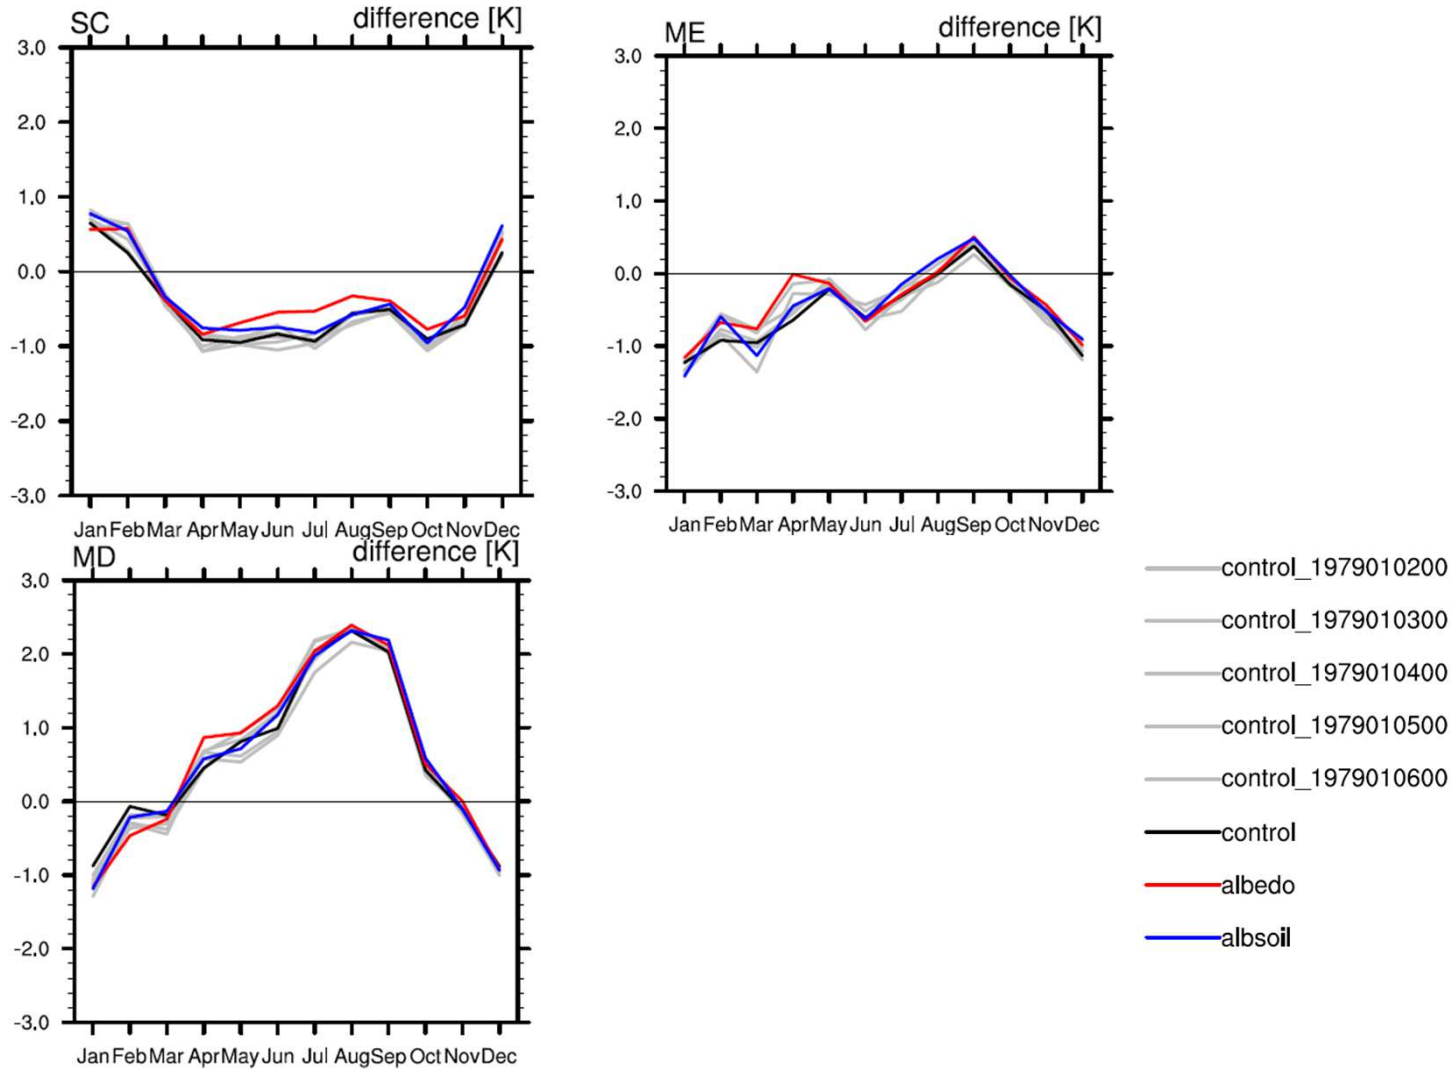 SC difference [K]
3.0
2.0
1.0
0.0
-1.0
-2.0
-3.0
Jan Feb Mar Apr May Jun Jul Aug Sep Oct Nov Dec
ME difference [K]
3.0
2.0
1.0
0.0
-1.0
-2.0
-3.0
Jan Feb Mar Apr May Jun Jul Aug Sep Oct Nov Dec
MD difference [K]
3.0
2.0
1.0
0.0
-1.0
-2.0
-3.0
Jan Feb Mar Apr May Jun Jul Aug Sep Oct Nov Dec
control_1979010200
control_1979010300
control_1979010400
control_1979010500
control_1979010600
control
albedo
albsoil